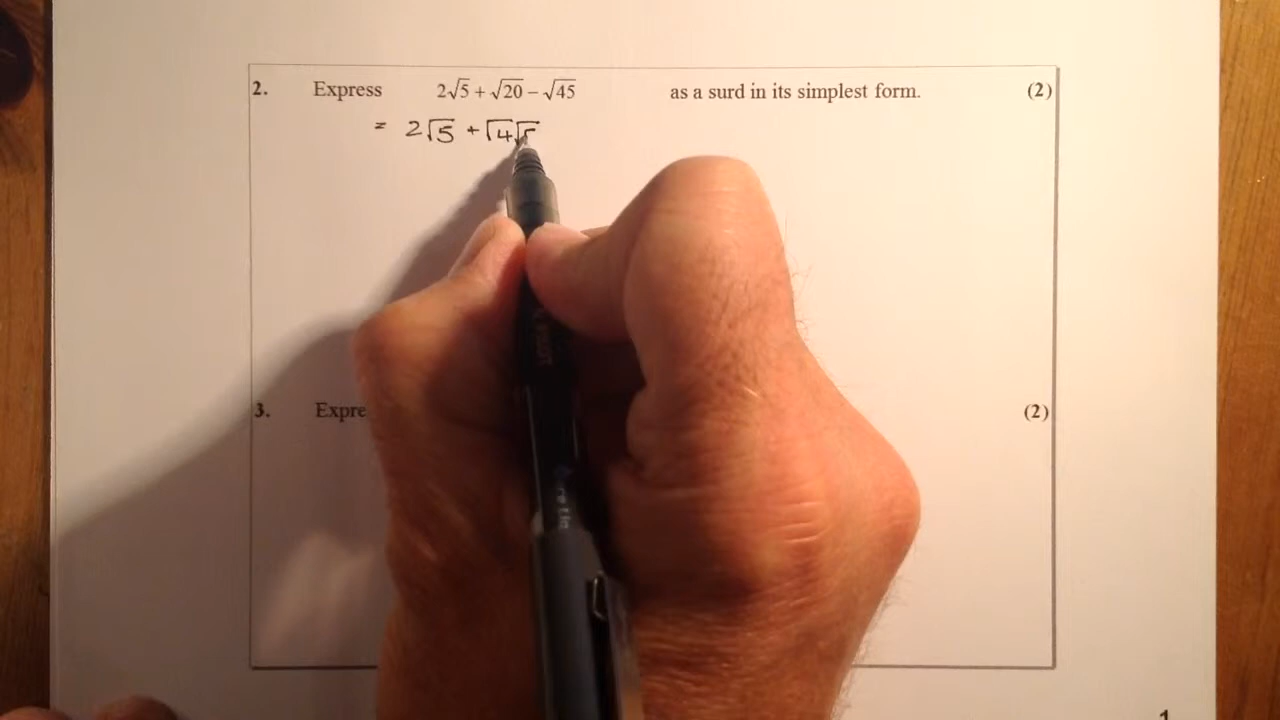 2. Express 2√5 + √20 − √45 as a surd in its simplest form. (2)
= 2√5 + √4√5
3. Expre (2)